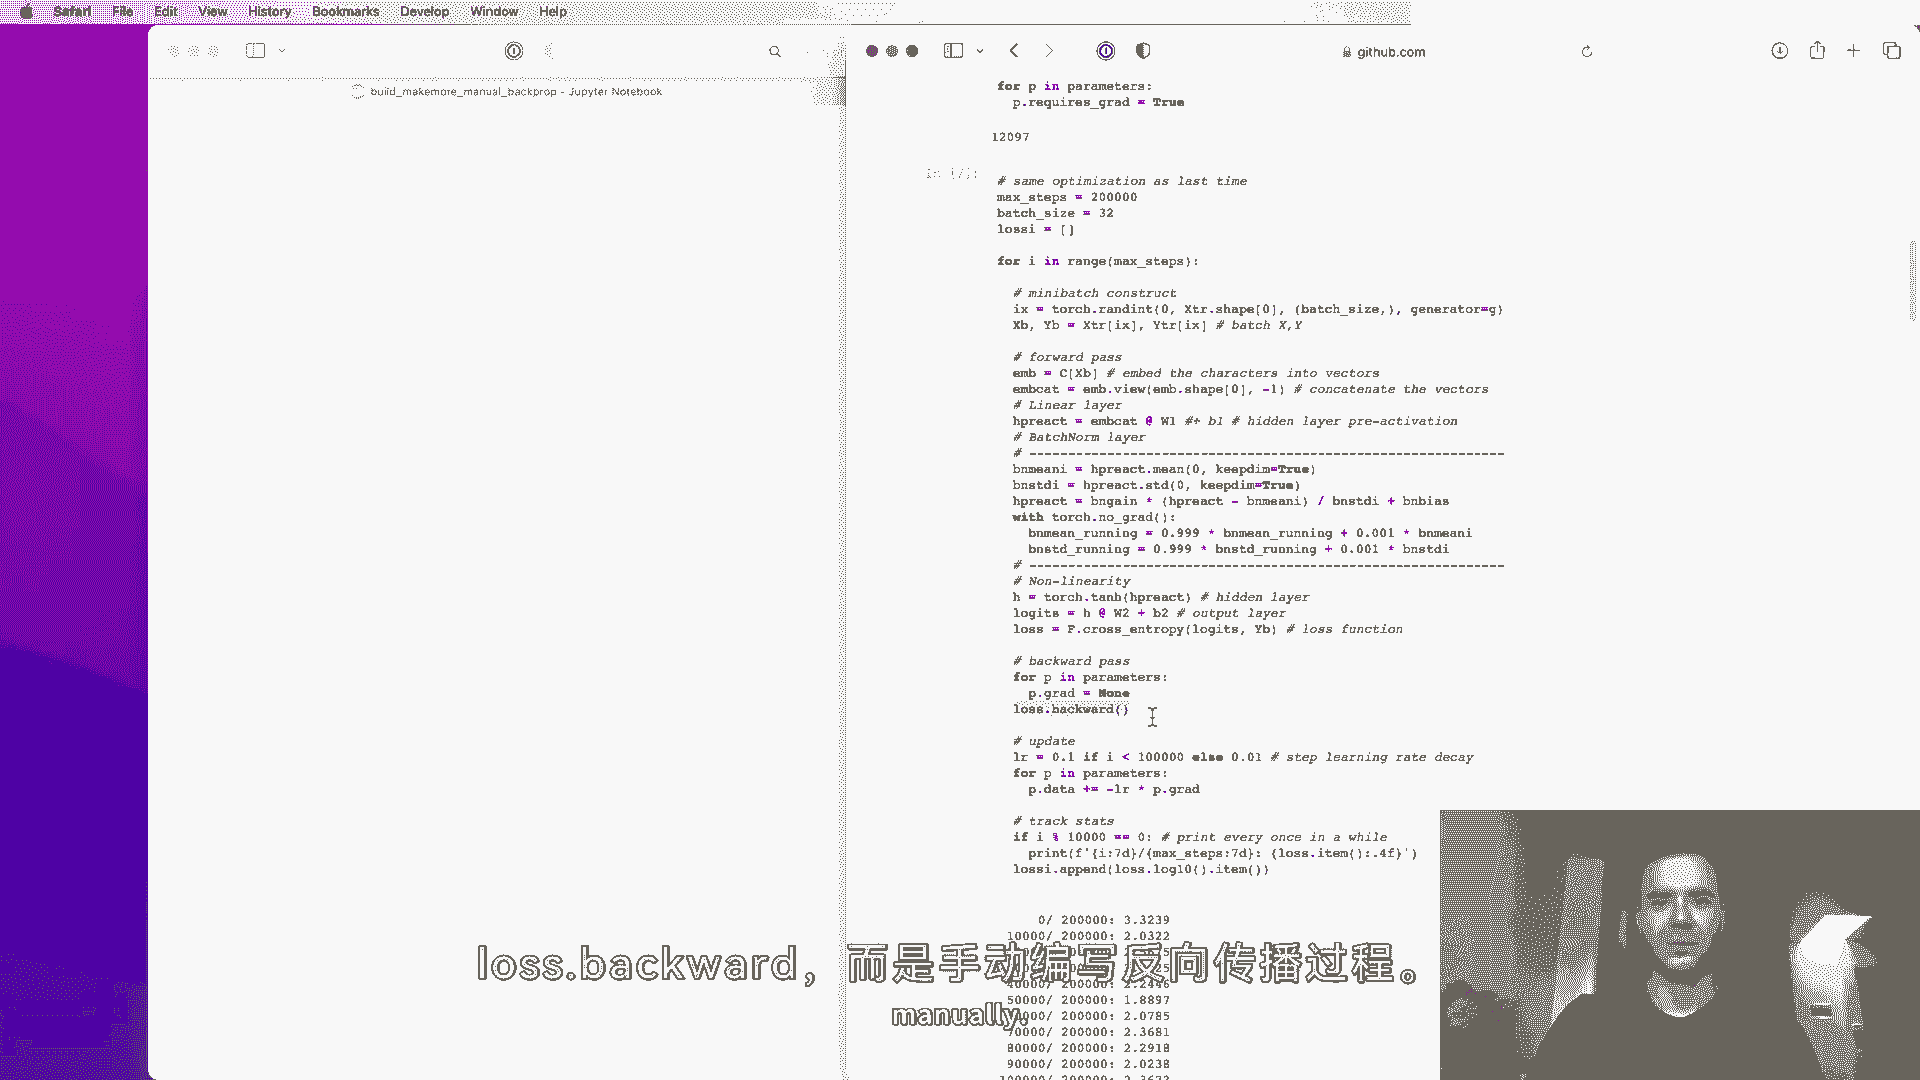 Safari File Edit View History Bookmarks Develop Window Help
build_makemore_manual_backprop - Jupyter Notebook
github.com
for p in parameters:
p.requires_grad = True
12097
In [7]:
# same optimization as last time
max_steps = 200000
batch_size = 32
lossi = []
for i in range(max_steps):
# minibatch construct
ix = torch.randint(0, Xtr.shape[0], (batch_size,), generator=g)
Xb, Yb = Xtr[ix], Ytr[ix] # batch X,Y
# forward pass
emb = C[Xb] # embed the characters into vectors
embcat = emb.view(emb.shape[0], -1) # concatenate the vectors
# Linear layer
hpreact = embcat @ W1 #+ b1 # hidden layer pre-activation
# BatchNorm layer
# -------------------------------------------------------------
bnmeani = hpreact.mean(0, keepdim=True)
bnstdi = hpreact.std(0, keepdim=True)
hpreact = bngain * (hpreact - bnmeani) / bnstdi + bnbias
with torch.no_grad():
bnmean_running = 0.999 * bnmean_running + 0.001 * bnmeani
bnstd_running = 0.999 * bnstd_running + 0.001 * bnstdi
# -------------------------------------------------------------
# Non-linearity
h = torch.tanh(hpreact) # hidden layer
logits = h @ W2 + b2 # output layer
loss = F.cross_entropy(logits, Yb) # loss function
# backward pass
for p in parameters:
p.grad = None
loss.backward()
# update
lr = 0.1 if i < 100000 else 0.01 # step learning rate decay
for p in parameters:
p.data += -lr * p.grad
# track stats
if i % 10000 == 0: # print every once in a while
print(f'{i:7d}/{max_steps:7d}: {loss.item():.4f}')
lossi.append(loss.log10().item())
0/ 200000: 3.3239
10000/ 200000: 2.0322
loss.backward，而是手动编写反向传播过程。
50000/ 200000: 1.8897
manually.
200000: 2.0785
70000/ 200000: 2.3681
80000/ 200000: 2.2918
90000/ 200000: 2.0238